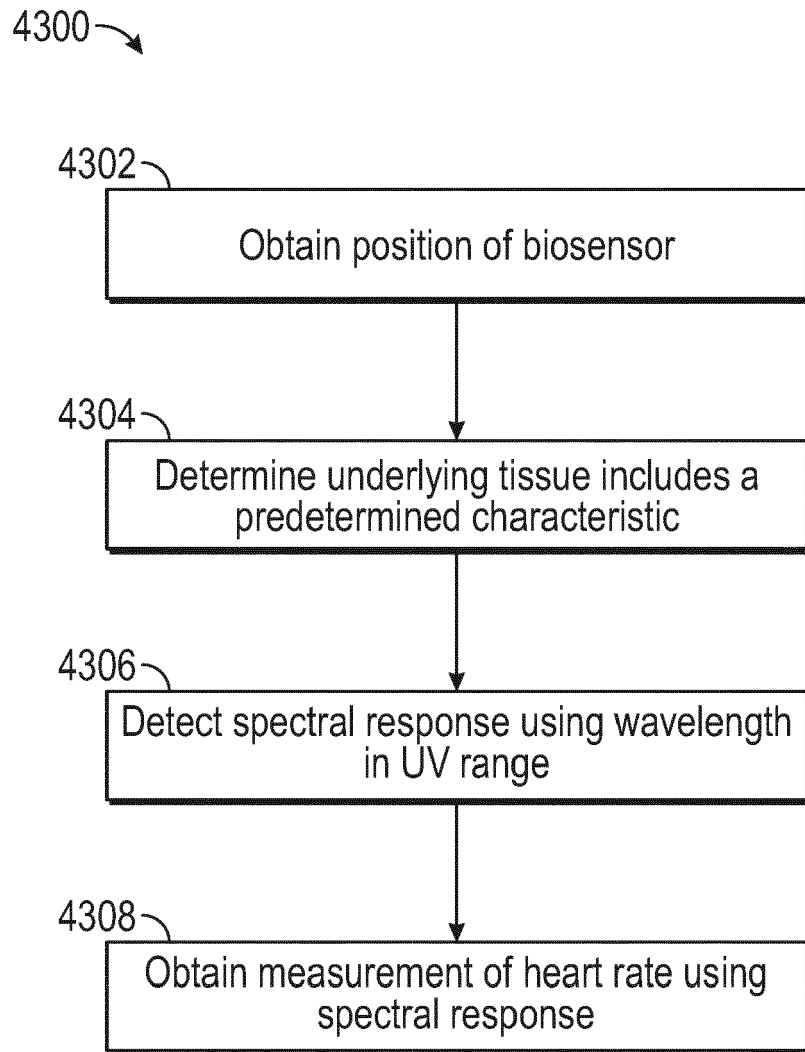 4300
4302
Obtain position of biosensor
4304
Determine underlying tissue includes a
predetermined characteristic
4306
Detect spectral response using wavelength
in UV range
4308
Obtain measurement of heart rate using
spectral response